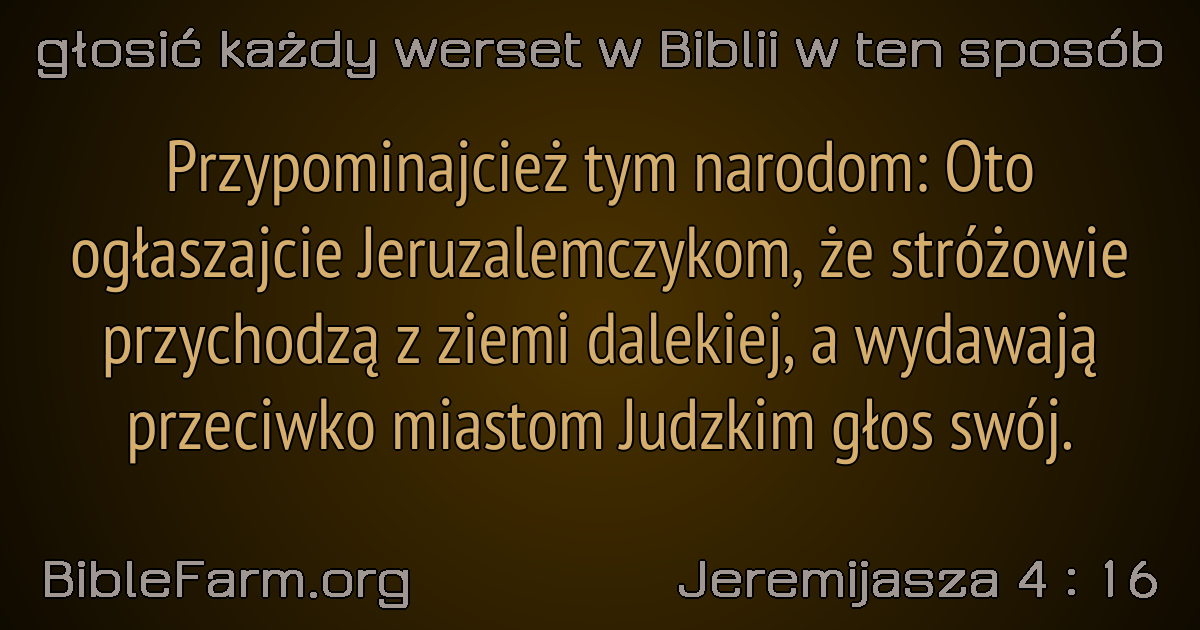 głosić każdy werset w Biblii w ten sposób
Przypominajcież tym narodom: Oto
ogłaszajcie Jeruzalemczykom, że stróżowie
przychodzą z ziemi dalekiej, a wydawają
przeciwko miastom Judzkim głos swój.
BibleFarm.org
Jeremijasza 4 : 16